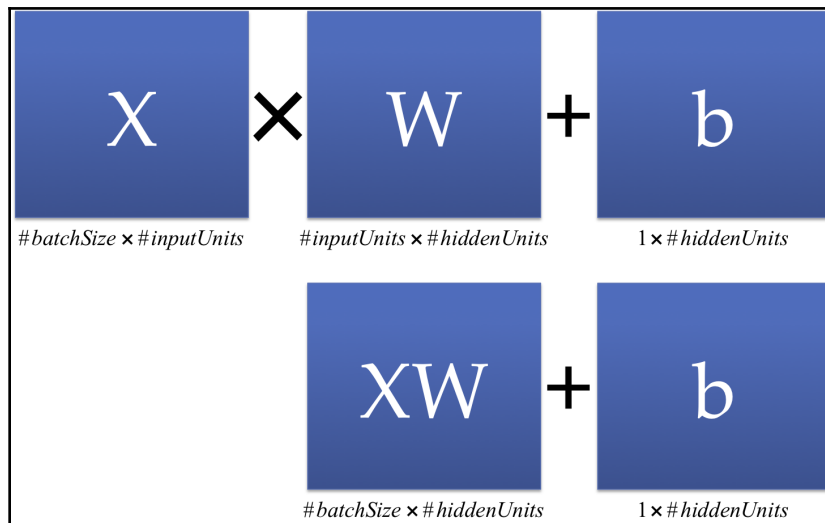 X × W + b
#batchSize × #inputUnits #inputUnits × #hiddenUnits 1 × #hiddenUnits
XW + b
#batchSize × #hiddenUnits 1 × #hiddenUnits